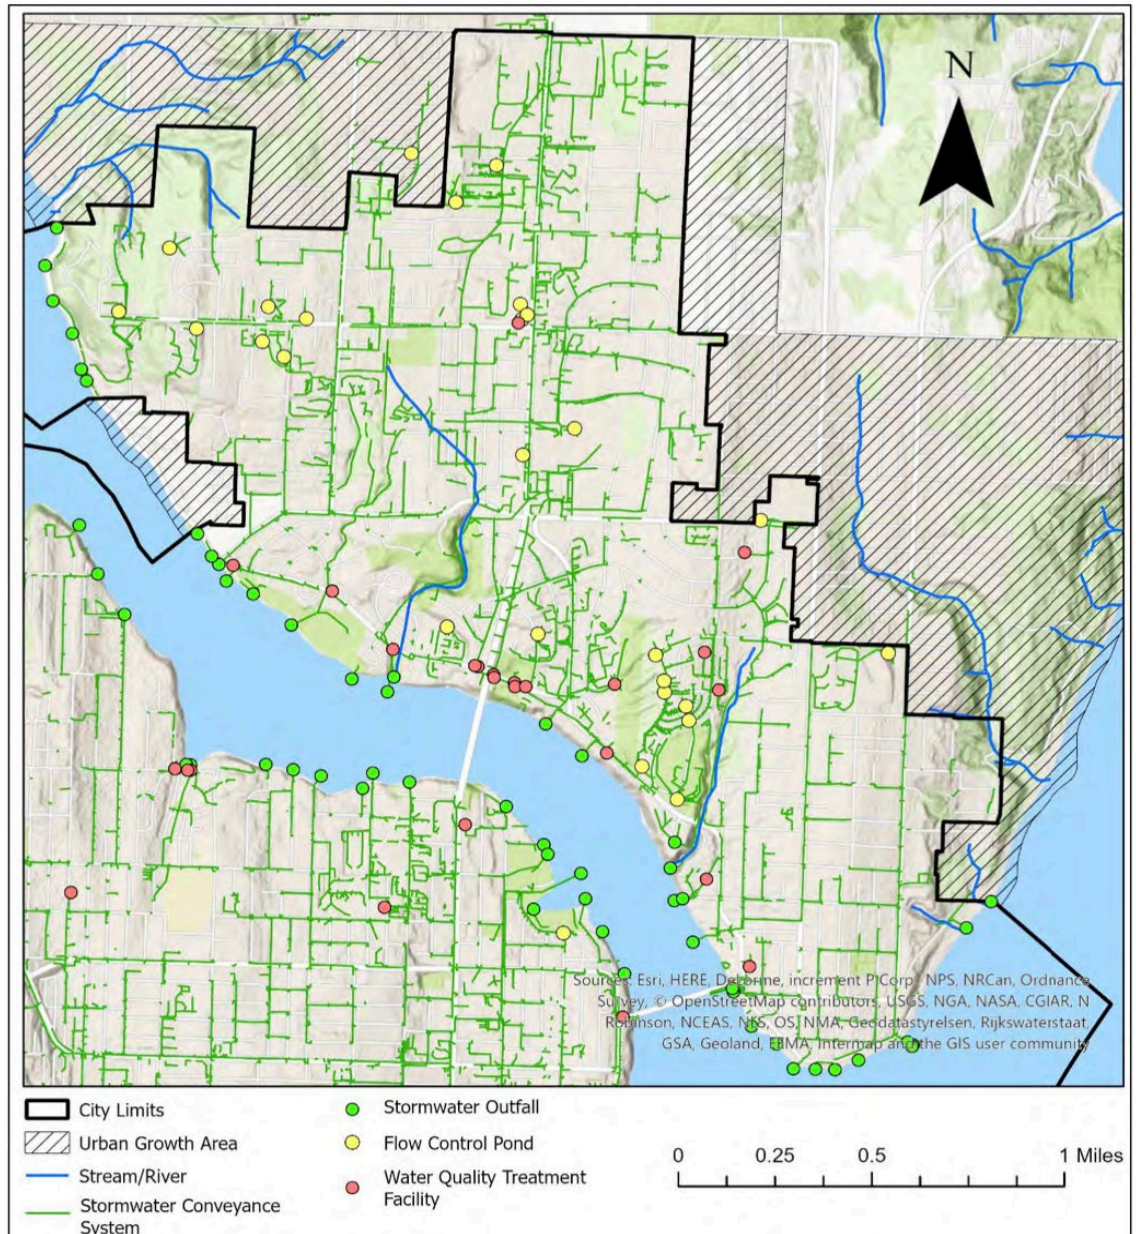 N
Sources: Esri, HERE, DeLorme, increment P Corp., NPS, NRCan, Ordnance
Survey, © OpenStreetMap contributors, USGS, NGA, NASA, CGIAR, N
Robinson, NCEAS, NLS, OS, NMA, Geodatastyrelsen, Rijkswaterstaat,
GSA, Geoland, FEMA, Intermap and the GIS user community
City Limits
Urban Growth Area
Stream/River
Stormwater Conveyance
System
Stormwater Outfall
Flow Control Pond
Water Quality Treatment
Facility
0 0.25 0.5 1 Miles